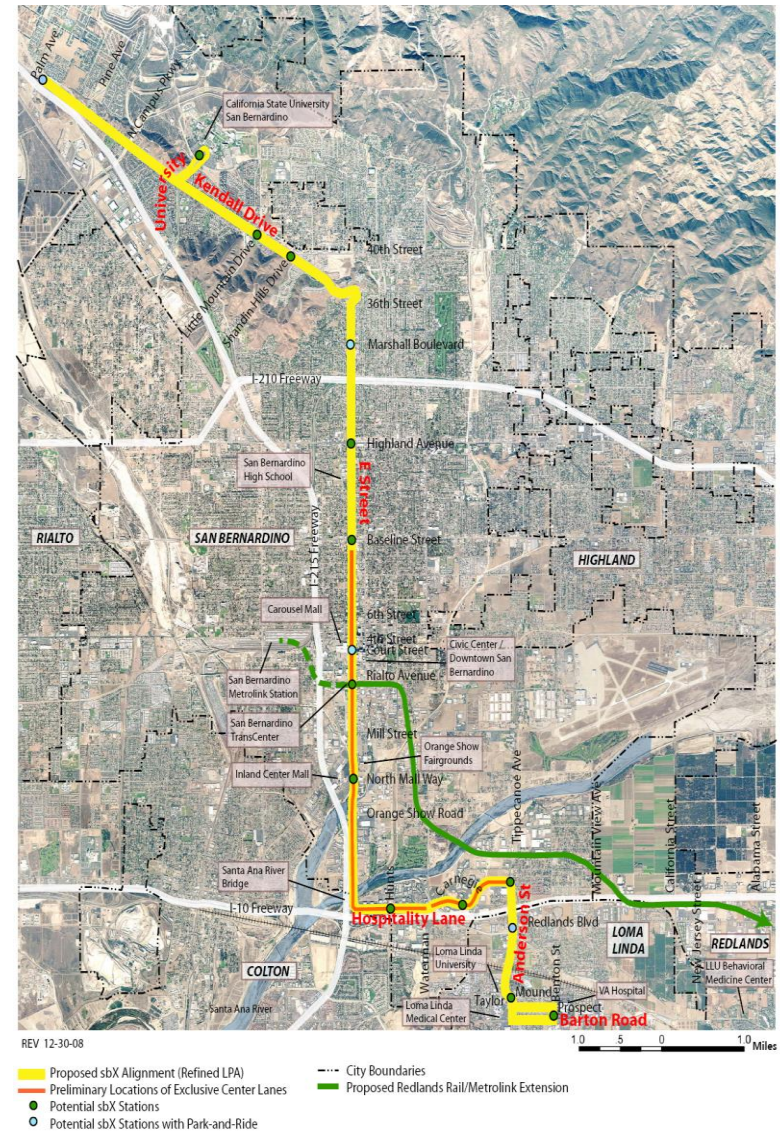 Palm Ave
Pine Ave
N Campus Pkwy
California State University
San Bernardino
University
Kendall Drive
Little Mountain Drive
Shandin Hills Drive
40th Street
36th Street
Marshall Boulevard
I-210 Freeway
Highland Avenue
San Bernardino
High School
E Street
RIALTO
SAN BERNARDINO
I-215 Freeway
Baseline Street
HIGHLAND
6th Street
Carousel Mall
4th Street
Court Street
Civic Center /
Downtown San
Bernardino
San Bernardino
Metrolink Station
Rialto Avenue
San Bernardino
TransCenter
Mill Street
Orange Show
Fairgrounds
Inland Center Mall
North Mall Way
Orange Show Road
Tippecanoe Ave
Mountain View Ave
California Street
Alabama Street
Santa Ana River
Bridge
Hunts
Carnegie
I-10 Freeway
Hospitality Lane
Anderson St
Redlands Blvd
LOMA
LINDA
New Jersey Street
REDLANDS
Waterman
Loma Linda
University
Benton St
LLU Behavioral
Medicine Center
COLTON
Taylor
Mound
VA Hospital
Santa Ana River
Loma Linda
Medical Center
Prospect
Barton Road
REV 12-30-08
1.0 .5 0 1.0 Miles
Proposed sbX Alignment (Refined LPA)
Preliminary Locations of Exclusive Center Lanes
Potential sbX Stations
Potential sbX Stations with Park-and-Ride
City Boundaries
Proposed Redlands Rail/Metrolink Extension